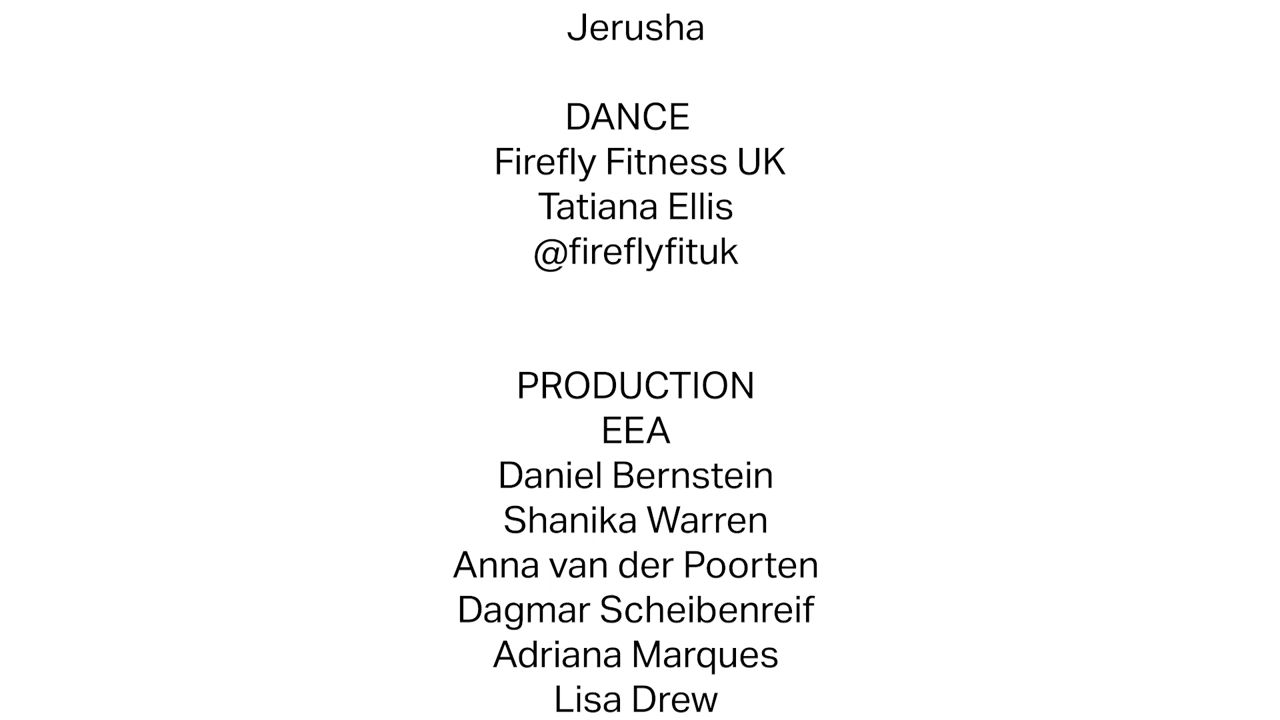 Jerusha
DANCE
Firefly Fitness UK
Tatiana Ellis
@fireflyfituk
PRODUCTION
EEA
Daniel Bernstein
Shanika Warren
Anna van der Poorten
Dagmar Scheibenreif
Adriana Marques
Lisa Drew